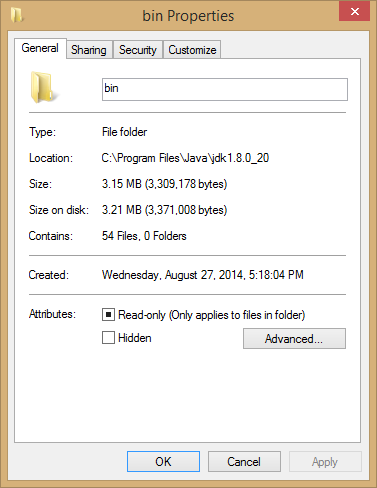 bin Properties
General Sharing Security Customize
bin
Type: File folder
Location: C:\Program Files\Java\jdk1.8.0_20
Size: 3.15 MB (3,309,178 bytes)
Size on disk: 3.21 MB (3,371,008 bytes)
Contains: 54 Files, 0 Folders
Created: Wednesday, August 27, 2014, 5:18:04 PM
Attributes: Read-only (Only applies to files in folder)
Hidden Advanced...
OK Cancel Apply